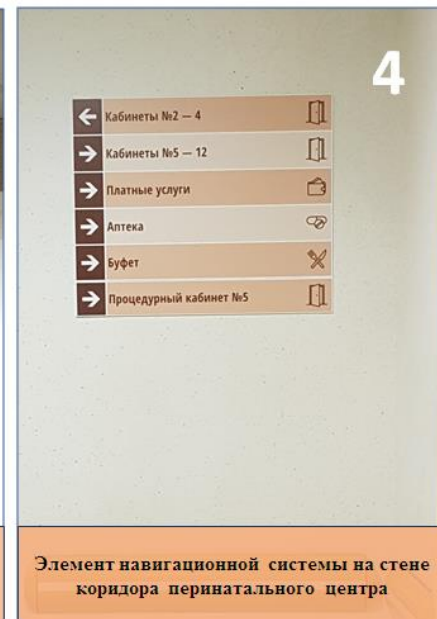 4
Кабинеты №2 — 4
Кабинеты №5 — 12
Платные услуги
Аптека
Буфет
Процедурный кабинет №5
Элемент навигационной системы на стене
коридора перинатального центра